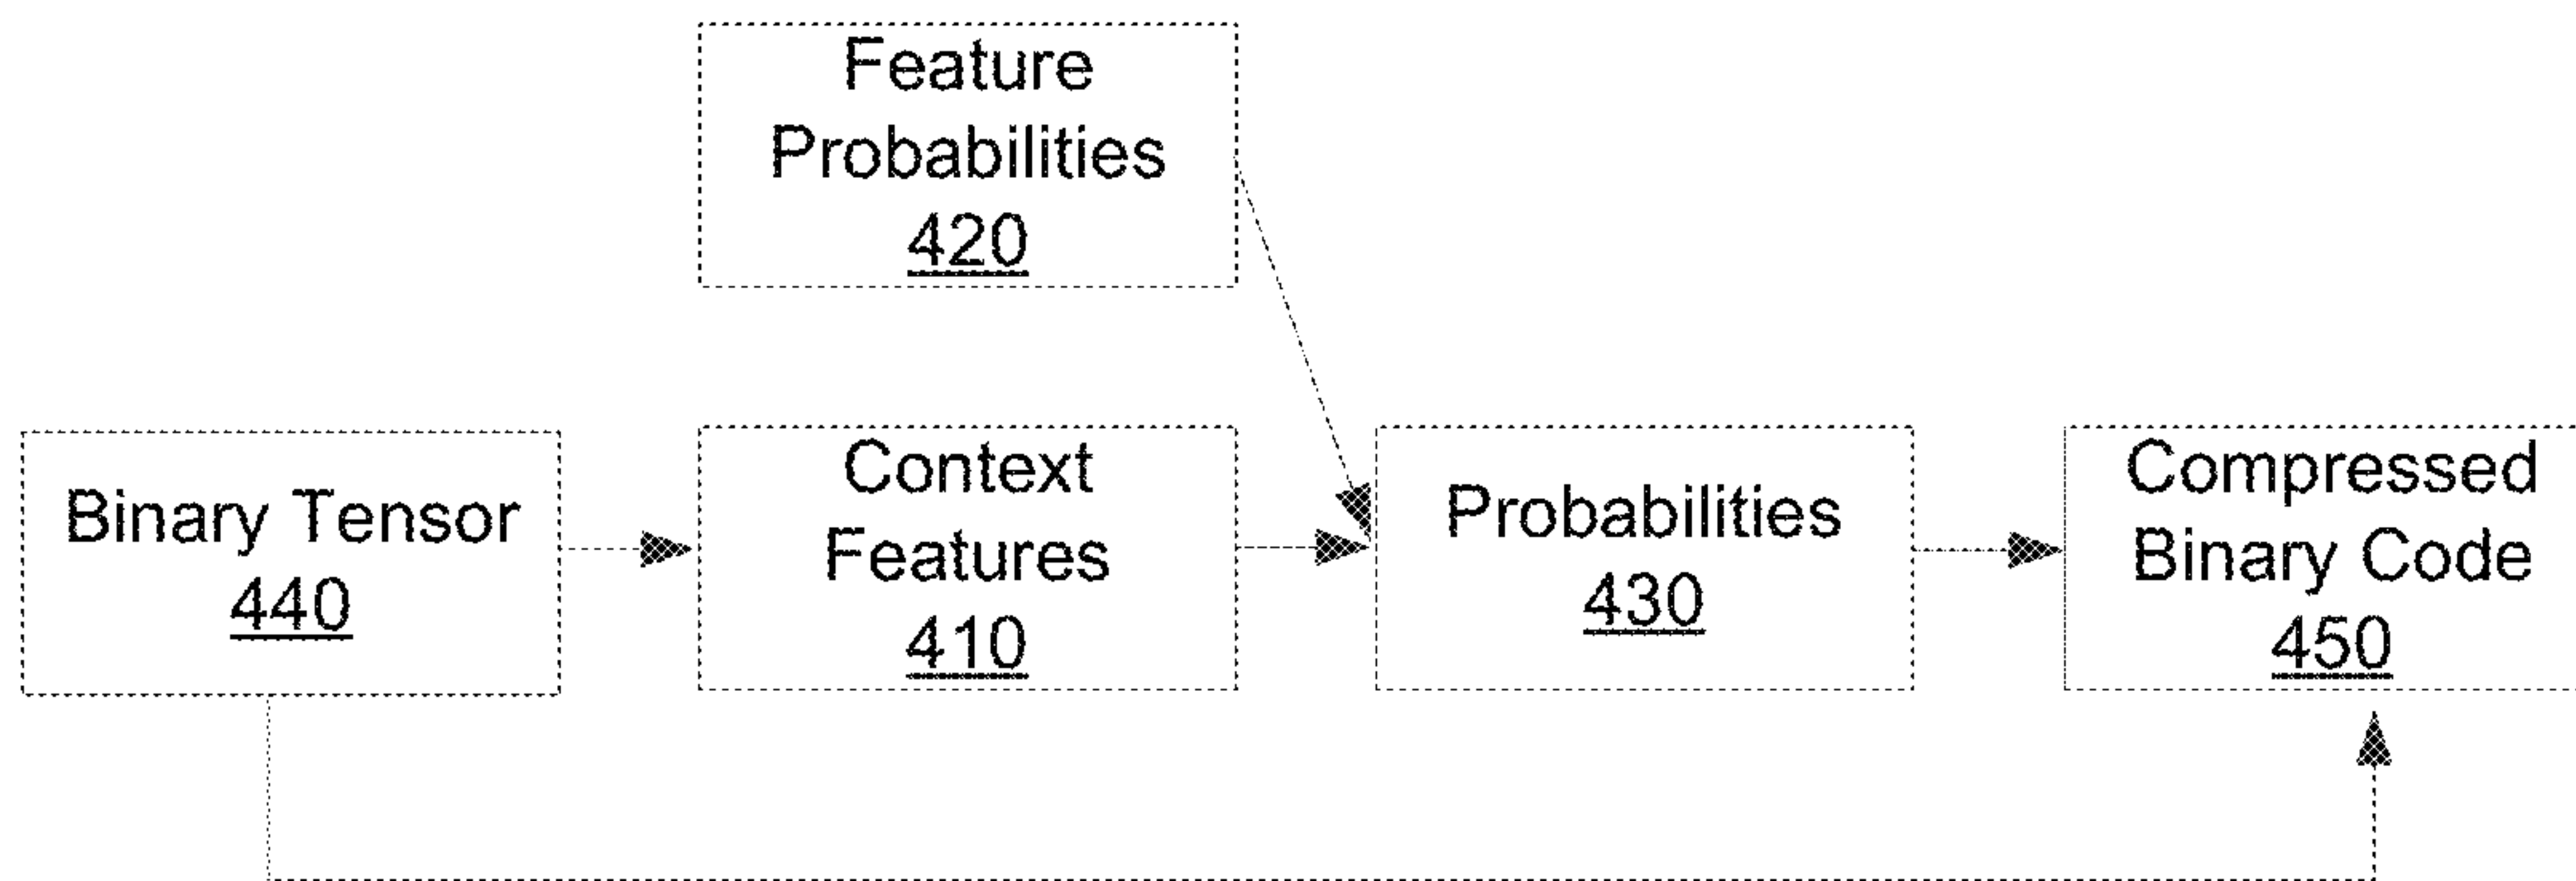 Feature
Probabilities
420
Binary Tensor
440
Context
Features
410
Probabilities
430
Compressed
Binary Code
450